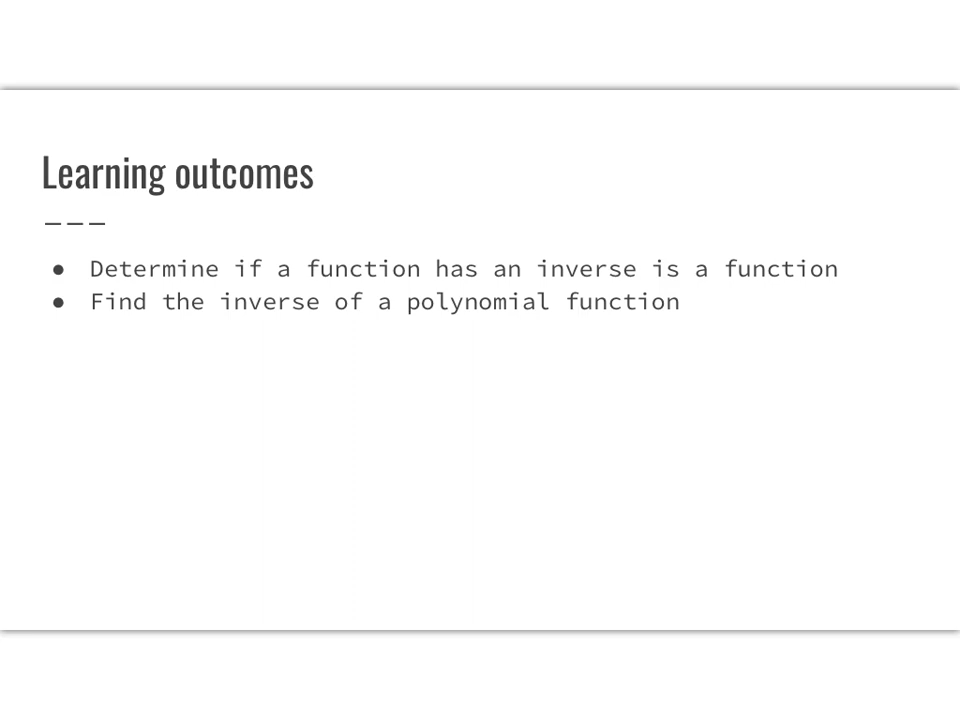 Learning outcomes
● Determine if a function has an inverse is a function
● Find the inverse of a polynomial function